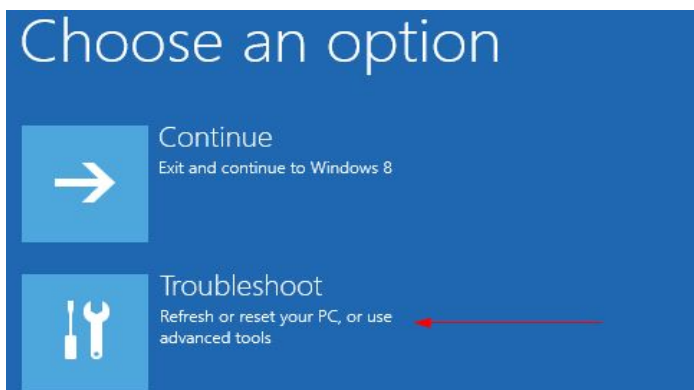 Choose an option
Continue
Exit and continue to Windows 8
Troubleshoot
Refresh or reset your PC, or use
advanced tools